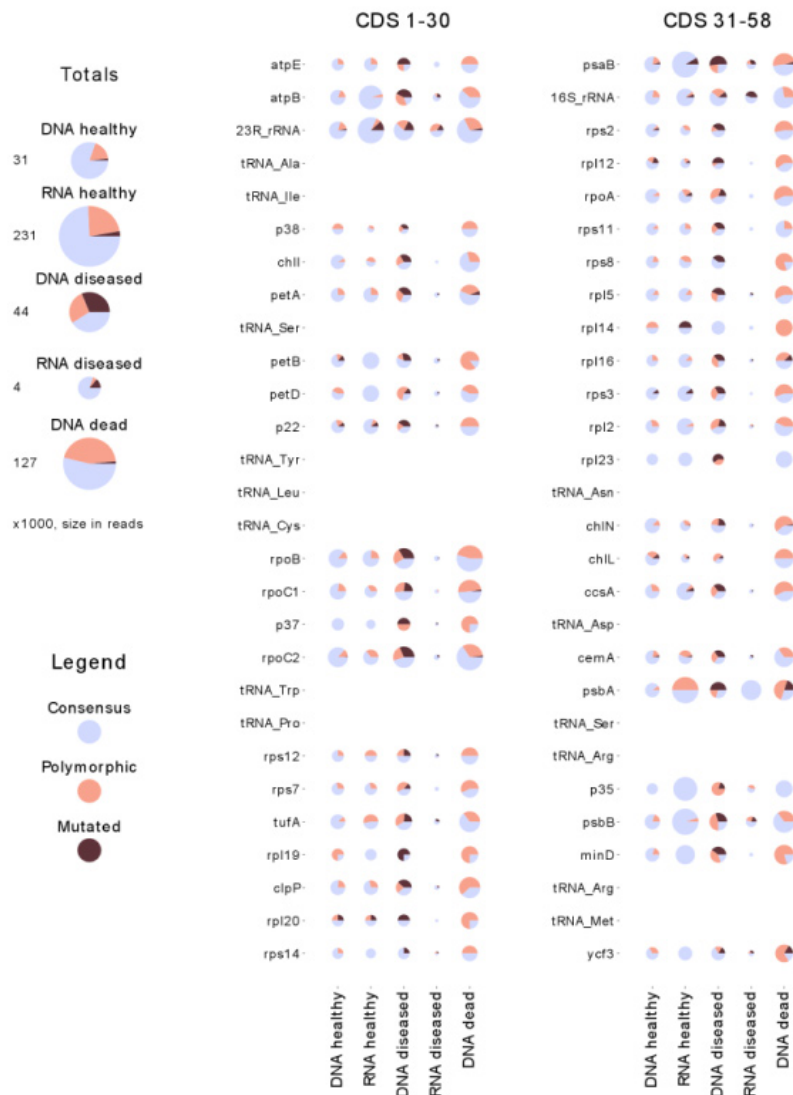 CDS 1-30
CDS 31-58
Totals
DNA healthy
31
RNA healthy
231
DNA diseased
44
RNA diseased
4
DNA dead
127
x1000, size in reads
Legend
Consensus
Polymorphic
Mutated
atpE
atpB
23R_rRNA
tRNA_Ala
tRNA_Ile
p38
chlI
petA
tRNA_Ser
petB
petD
p22
tRNA_Tyr
tRNA_Leu
tRNA_Cys
rpoB
rpoC1
p37
rpoC2
tRNA_Trp
tRNA_Pro
rps12
rps7
tufA
rpl19
clpP
rpl20
rps14
DNA healthy
RNA healthy
DNA diseased
RNA diseased
DNA dead
psaB
16S_rRNA
rps2
rpl12
rpoA
rps11
rps8
rpl5
rpl14
rpl16
rps3
rpl2
rpl23
tRNA_Asn
chlN
chlL
ccsA
tRNA_Asp
cemA
psbA
tRNA_Ser
tRNA_Arg
p35
psbB
minD
tRNA_Arg
tRNA_Met
ycf3
DNA healthy
RNA healthy
DNA diseased
RNA diseased
DNA dead